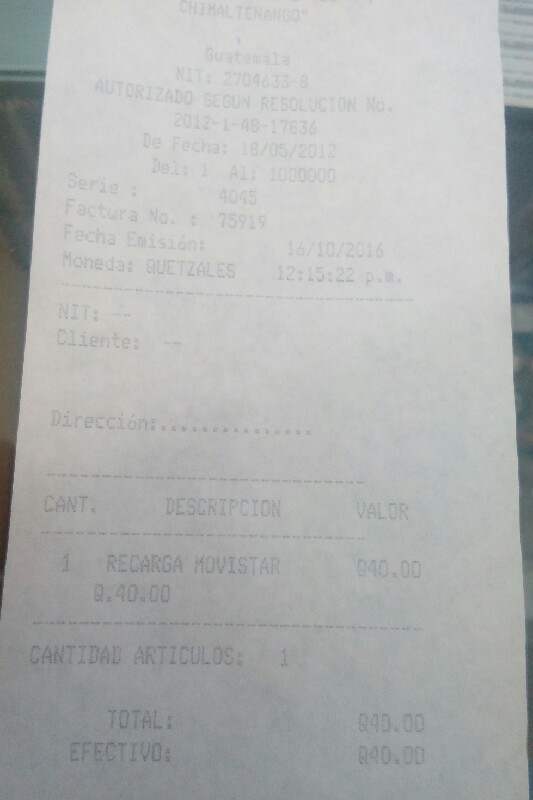 CHIMALTENANGO"
Guatemala
NIT: 2704633-8
AUTORIZADO SEGUN RESOLUCION No.
2012-1-48-17836
De Fecha: 18/05/2012
Del: 1 Al: 1000000
Serie : 4045
Factura No. : 75919
Fecha Emisión: 16/10/2016
Moneda: QUETZALES 12:15:22 p.m.
NIT: --
Cliente: --
Dirección:...............
CANT. DESCRIPCION VALOR
1 RECARGA MOVISTAR Q40.00
Q.40.00
CANTIDAD ARTICULOS: 1
TOTAL: Q40.00
EFECTIVO: Q40.00